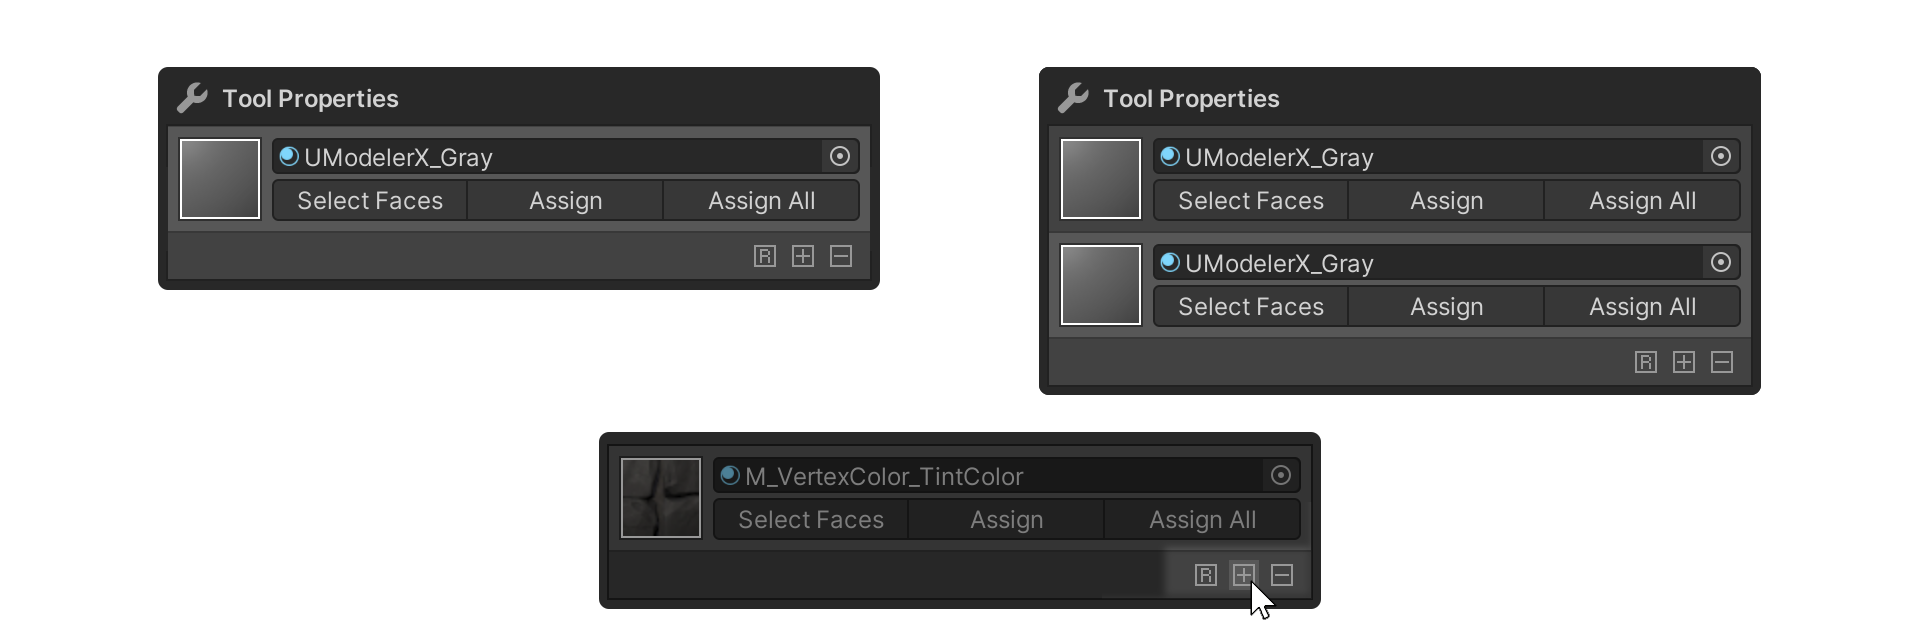 Tool Properties
UModelerX_Gray
Select Faces Assign Assign All
R
Tool Properties
UModelerX_Gray
Select Faces Assign Assign All
UModelerX_Gray
Select Faces Assign Assign All
R
M_VertexColor_TintColor
Select Faces Assign Assign All
R